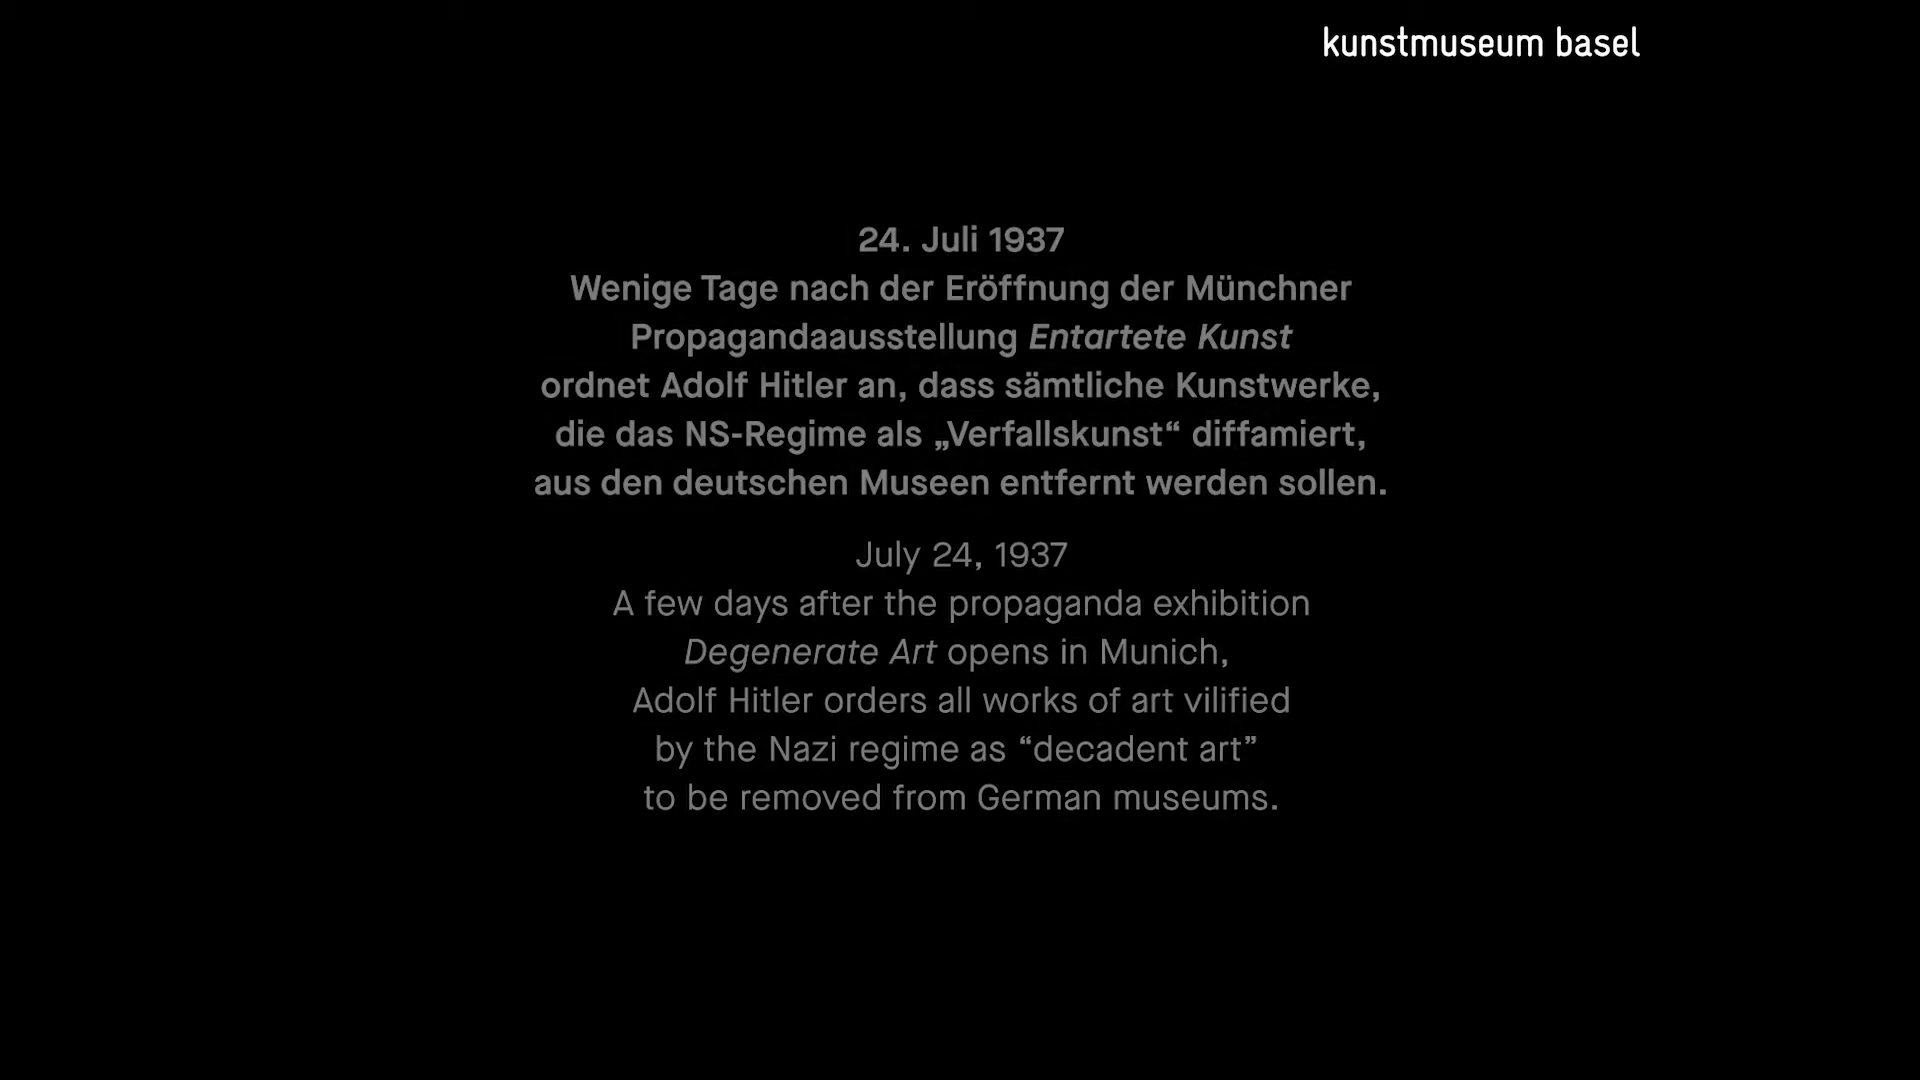 kunstmuseum basel
24. Juli 1937
Wenige Tage nach der Eröffnung der Münchner
Propagandaausstellung Entartete Kunst
ordnet Adolf Hitler an, dass sämtliche Kunstwerke,
die das NS-Regime als „Verfallskunst“ diffamiert,
aus den deutschen Museen entfernt werden sollen.
July 24, 1937
A few days after the propaganda exhibition
Degenerate Art opens in Munich,
Adolf Hitler orders all works of art vilified
by the Nazi regime as “decadent art”
to be removed from German museums.